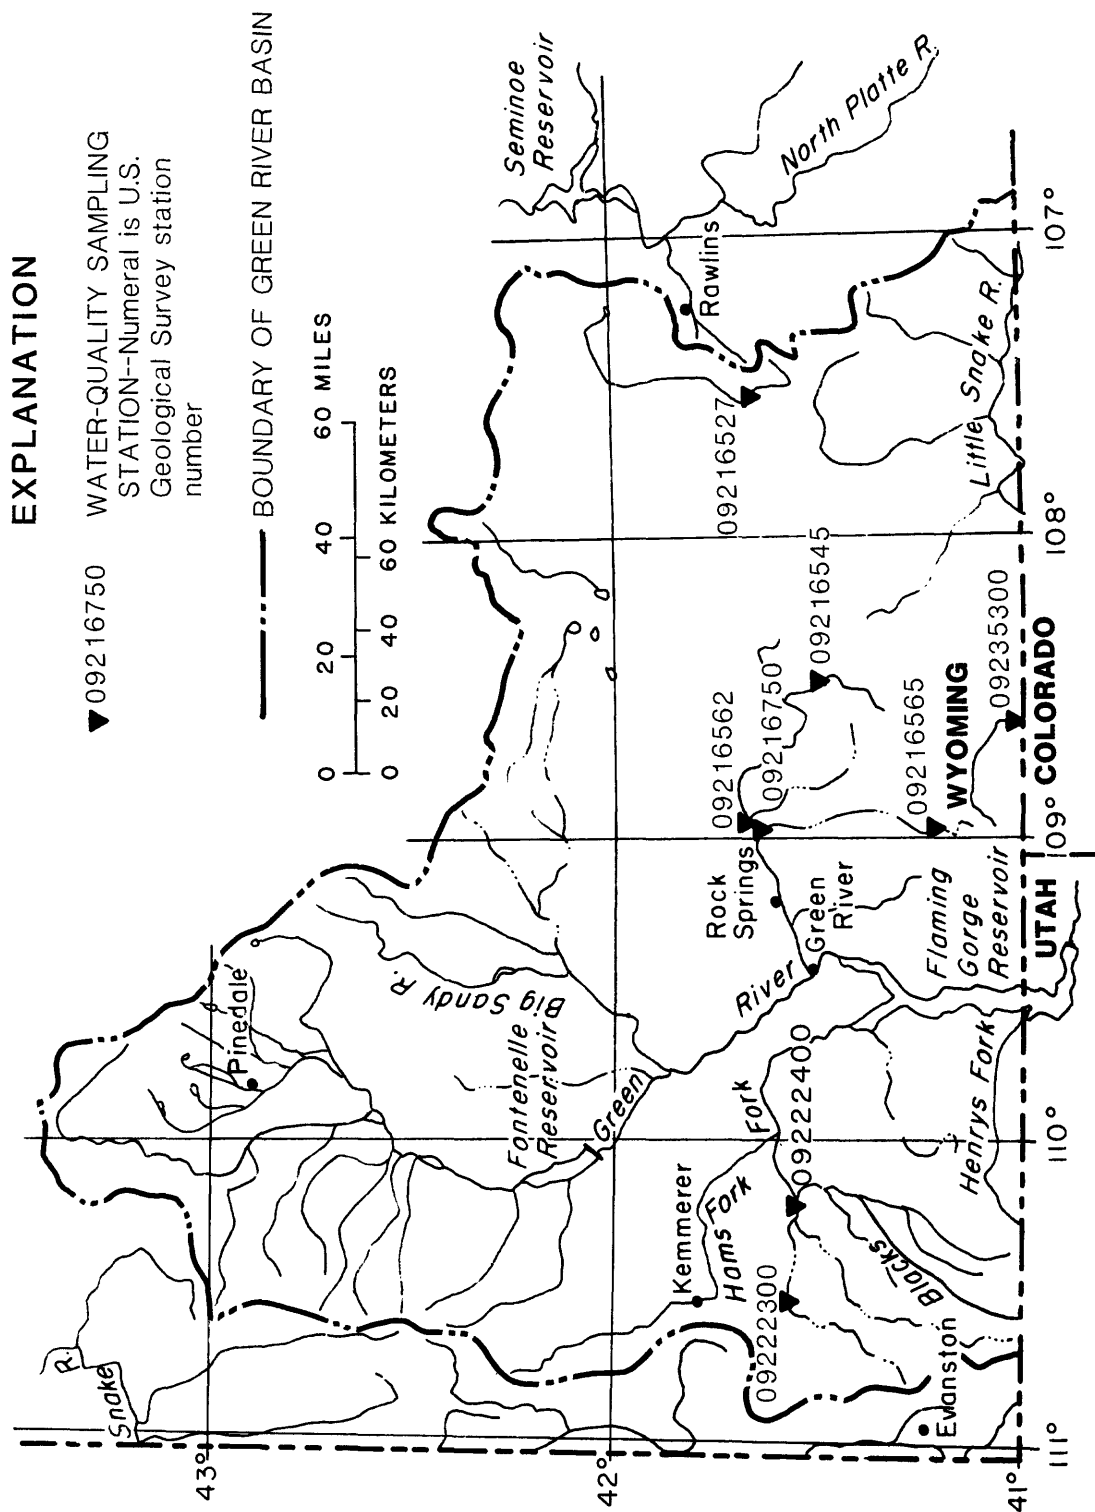 EXPLANATION
09216750
WATER-QUALITY SAMPLING
STATION--Numeral is U.S.
Geological Survey station
number
BOUNDARY OF GREEN RIVER BASIN
0 20 40 60 MILES
0 20 40 60 KILOMETERS
43°
42°
41°
111°
110°
109°
108°
107°
Snake
R.
Pinedale
Big Sandy R.
Fontenelle
Reservoir
Green
River
Kemmerer
Hams Fork
Fork
Blacks
09222300
09222400
Evanston
Henrys Fork
Rock
Springs
Green
River
Flaming
Gorge
Reservoir
09216562
09216750
09216545
09216565
09235300
09216527
UTAH
WYOMING
COLORADO
Little Snake R.
Rawlins
Seminoe
Reservoir
North Platte R.